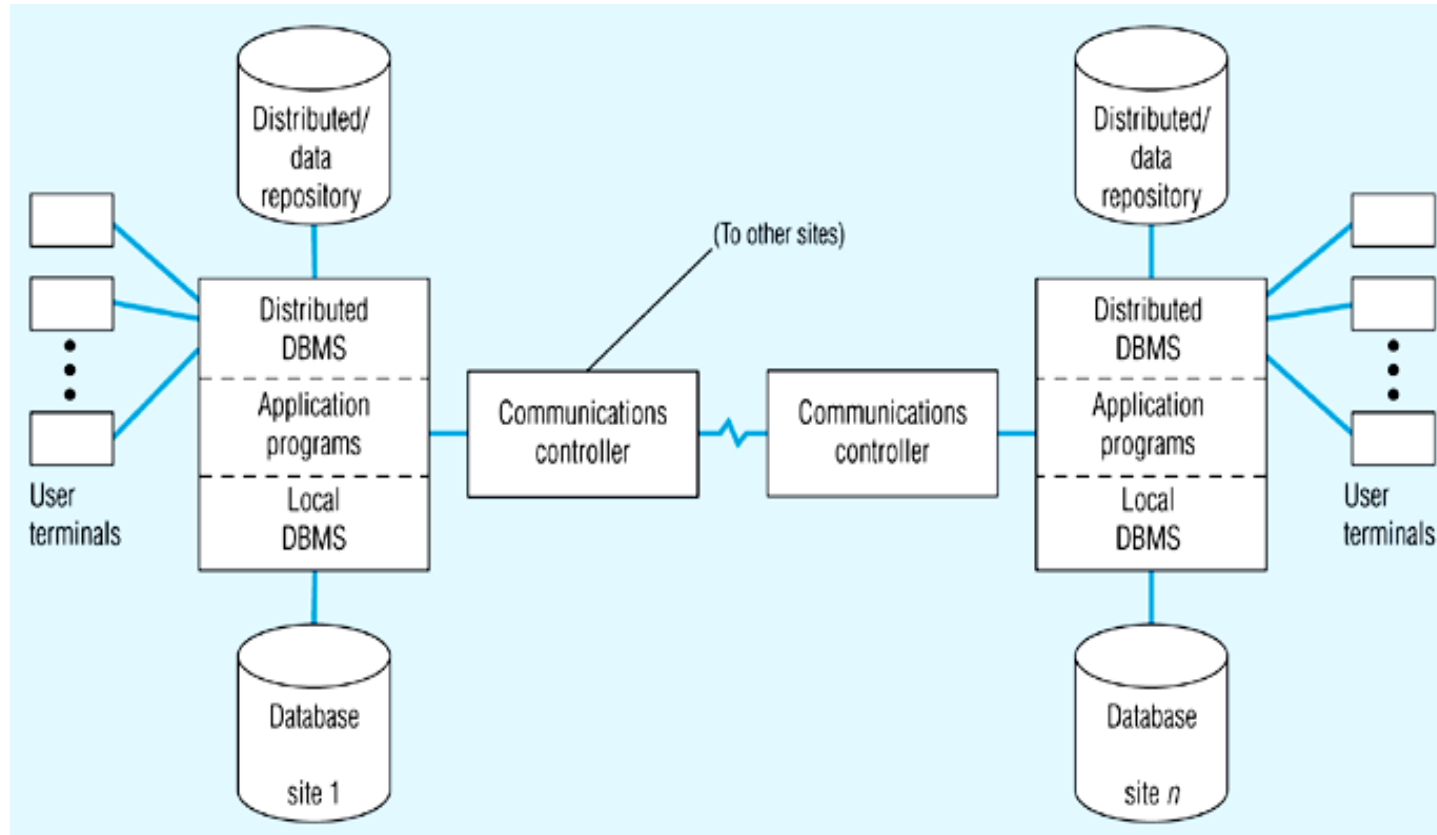 Distributed/
data
repository
Distributed
DBMS
Application
programs
Local
DBMS
User
terminals
Database
site 1
(To other sites)
Communications
controller
Communications
controller
Distributed/
data
repository
Distributed
DBMS
Application
programs
Local
DBMS
User
terminals
Database
site n